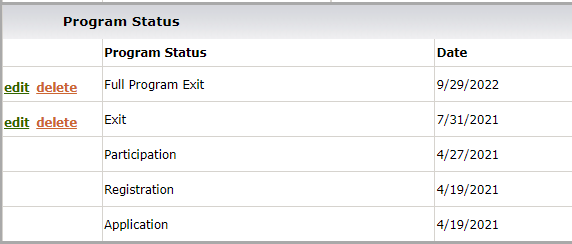 Program Status
Program Status Date
edit delete Full Program Exit 9/29/2022
edit delete Exit 7/31/2021
Participation 4/27/2021
Registration 4/19/2021
Application 4/19/2021